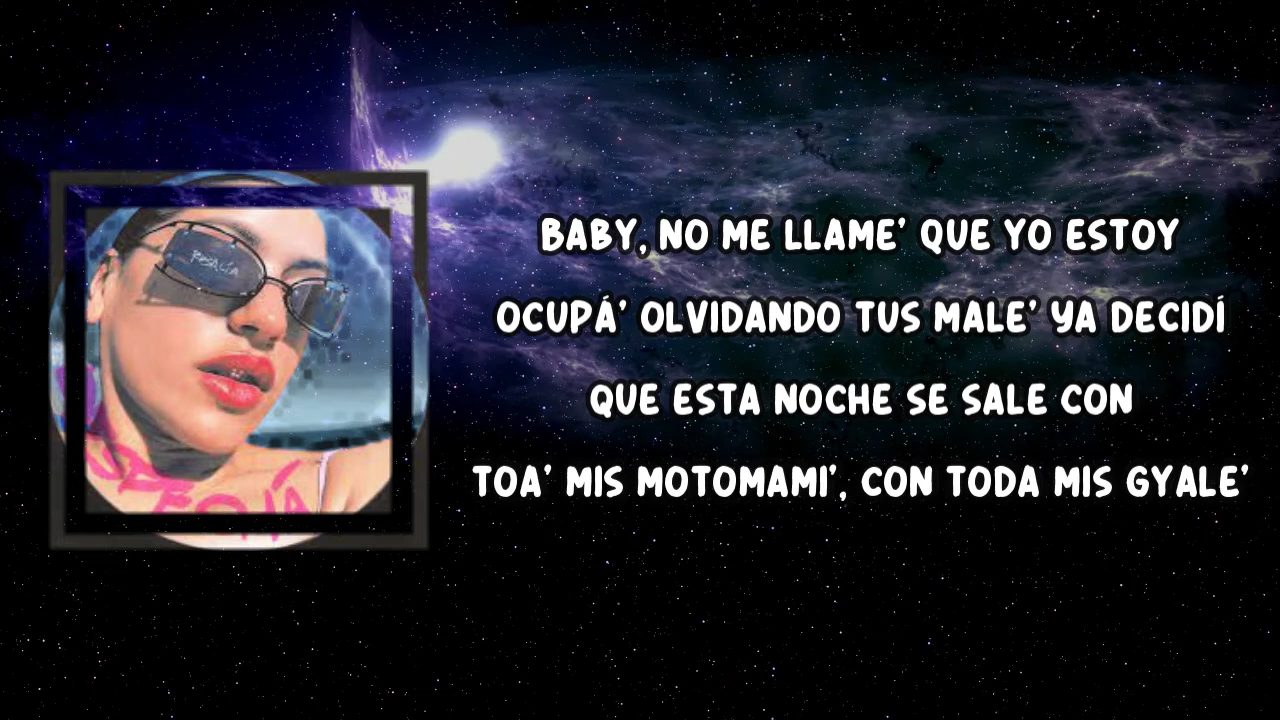 ROSALÍA
BABY, NO ME LLAME' QUE YO ESTOY
OCUPÁ' OLVIDANDO TUS MALE' YA DECIDÍ
QUE ESTA NOCHE SE SALE CON
TOA' MIS MOTOMAMI', CON TODA MIS GYALE'